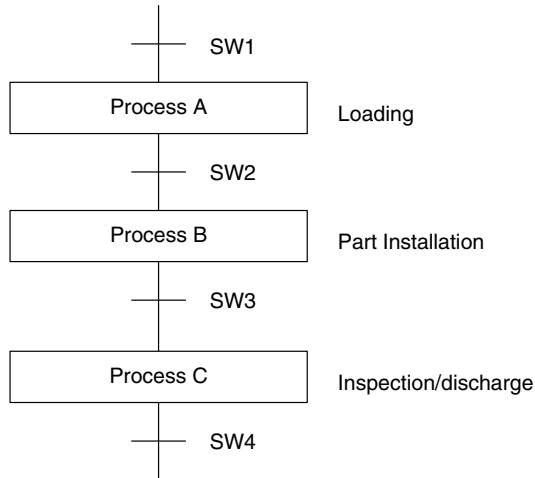 SW1
Process A
Loading
SW2
Process B
Part Installation
SW3
Process C
Inspection/discharge
SW4